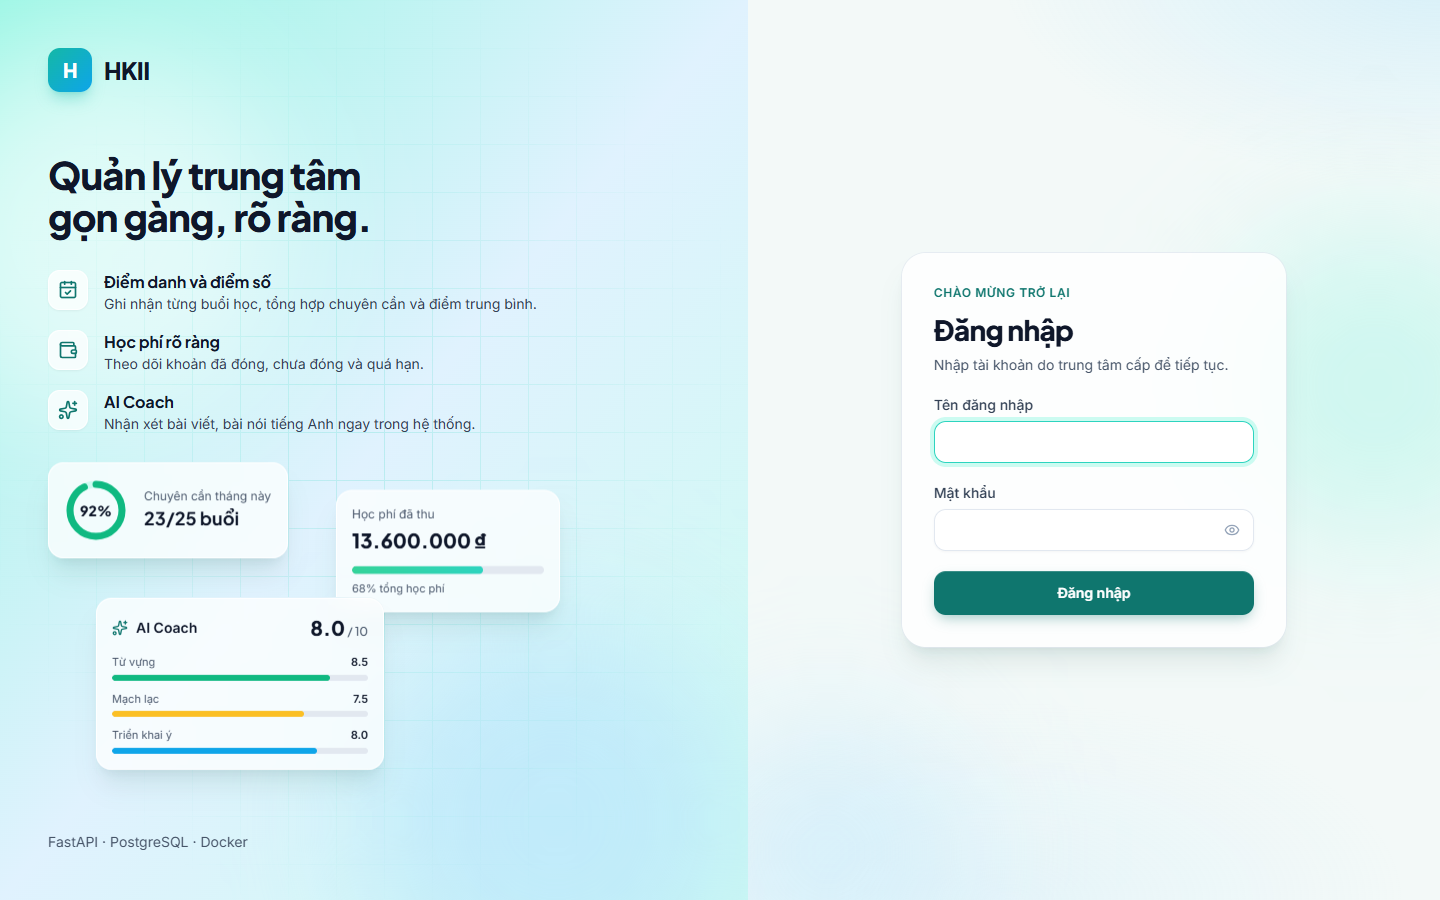 H
HKII
Quản lý trung tâm
gọn gàng, rõ ràng.
Điểm danh và điểm số
Ghi nhận từng buổi học, tổng hợp chuyên cần và điểm trung bình.
Học phí rõ ràng
Theo dõi khoản đã đóng, chưa đóng và quá hạn.
AI Coach
Nhận xét bài viết, bài nói tiếng Anh ngay trong hệ thống.
92%
Chuyên cần tháng này
23/25 buổi
Học phí đã thu
13.600.000 ₫
68% tổng học phí
AI Coach
8.0 / 10
Từ vựng 8.5
Mạch lạc 7.5
Triển khai ý 8.0
FastAPI · PostgreSQL · Docker
CHÀO MỪNG TRỞ LẠI
Đăng nhập
Nhập tài khoản do trung tâm cấp để tiếp tục.
Tên đăng nhập
Mật khẩu
Đăng nhập